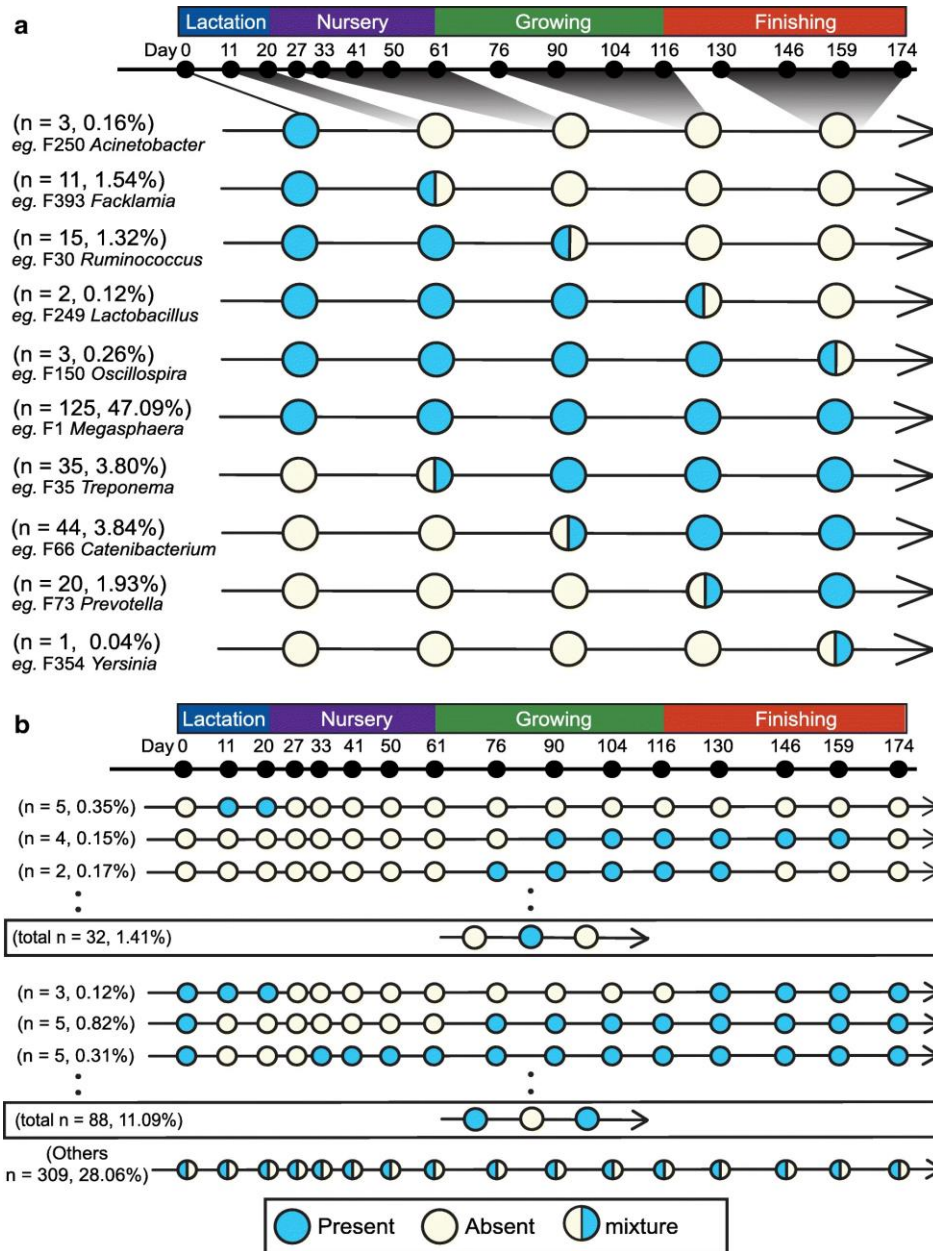 a
Lactation Nursery Growing Finishing
Day 0 11 20 27 33 41 50 61 76 90 104 116 130 146 159 174
(n = 3, 0.16%)
eg. F250 Acinetobacter
(n = 11, 1.54%)
eg. F393 Facklamia
(n = 15, 1.32%)
eg. F30 Ruminococcus
(n = 2, 0.12%)
eg. F249 Lactobacillus
(n = 3, 0.26%)
eg. F150 Oscillospira
(n = 125, 47.09%)
eg. F1 Megasphaera
(n = 35, 3.80%)
eg. F35 Treponema
(n = 44, 3.84%)
eg. F66 Catenibacterium
(n = 20, 1.93%)
eg. F73 Prevotella
(n = 1, 0.04%)
eg. F354 Yersinia
b
Lactation Nursery Growing Finishing
Day 0 11 20 27 33 41 50 61 76 90 104 116 130 146 159 174
(n = 5, 0.35%)
(n = 4, 0.15%)
(n = 2, 0.17%)
(total n = 32, 1.41%)
(n = 3, 0.12%)
(n = 5, 0.82%)
(n = 5, 0.31%)
(total n = 88, 11.09%)
(Others
n = 309, 28.06%)
Present Absent mixture